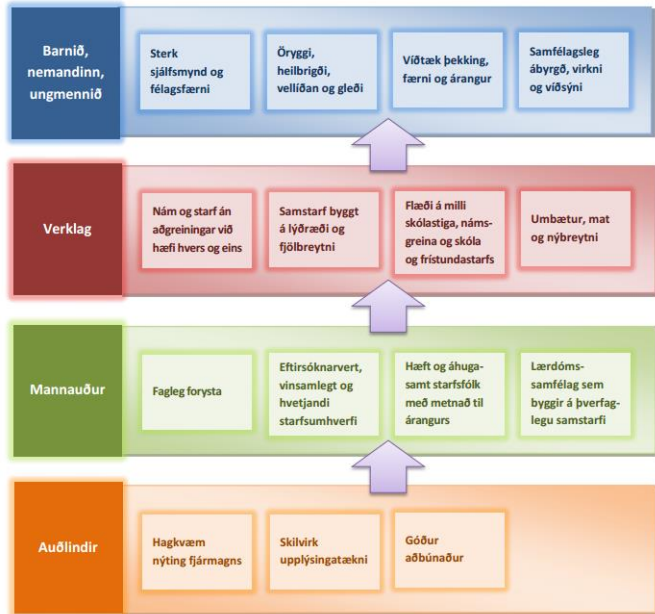 Barnið,
nemandinn,
ungmennið
Sterk
sjálfsmynd og
félagsfærni
Öryggi,
heilbrigði,
vellíðan og gleði
Víðtæk þekking,
færni og árangur
Samfélagsleg
ábyrgð, virkni
og víðsýni
Verklag
Nám og starf án
aðgreiningar við
hæfi hvers og eins
Samstarf byggt
á lýðræði og
fjölbreytni
Flæði á milli
skólastiga, náms-
greina og skóla
og frístundastarfs
Umbætur, mat
og nýbreytni
Mannauður
Fagleg forysta
Eftirsóknarvert,
vinsamlegt og
hvetjandi
starfsumhverfi
Hæft og áhuga-
samt starfsfólk
með metnað til
árangurs
Lærdóms-
samfélag sem
byggir á þverfag-
legu samstarfi
Auðlindir
Hagkvæm
nýting fjármagns
Skilvirk
upplýsingatækni
Góður
aðbúnaður